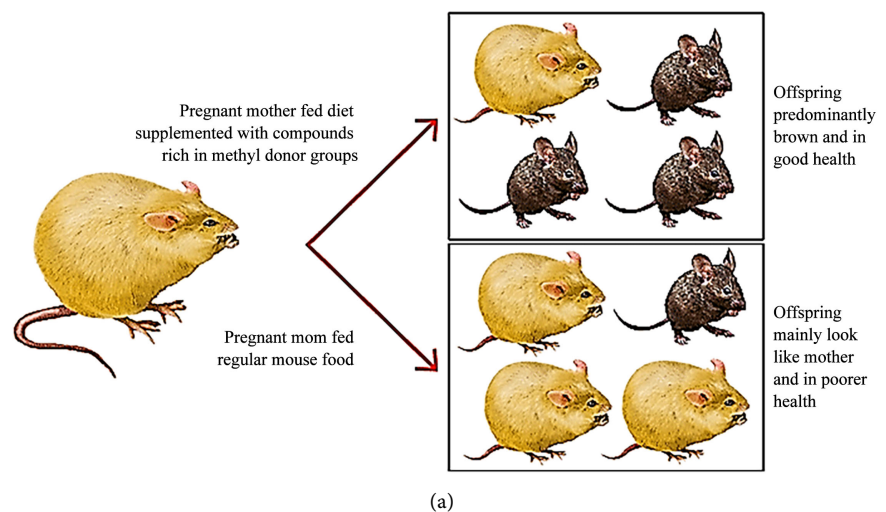 Pregnant mother fed diet
supplemented with compounds
rich in methyl donor groups
Offspring
predominantly
brown and in
good health
Pregnant mom fed
regular mouse food
Offspring
mainly look
like mother
and in poorer
health
(a)